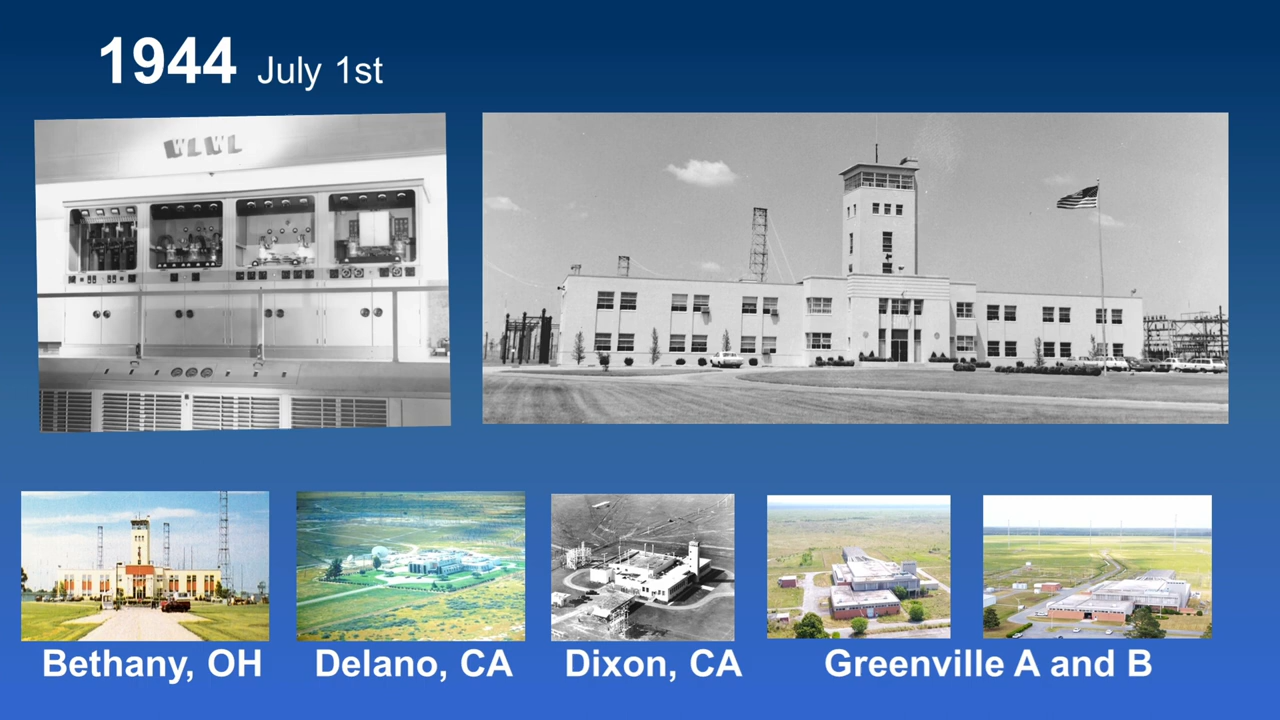 1944 July 1st
WLWL
Bethany, OH
Delano, CA
Dixon, CA
Greenville A and B